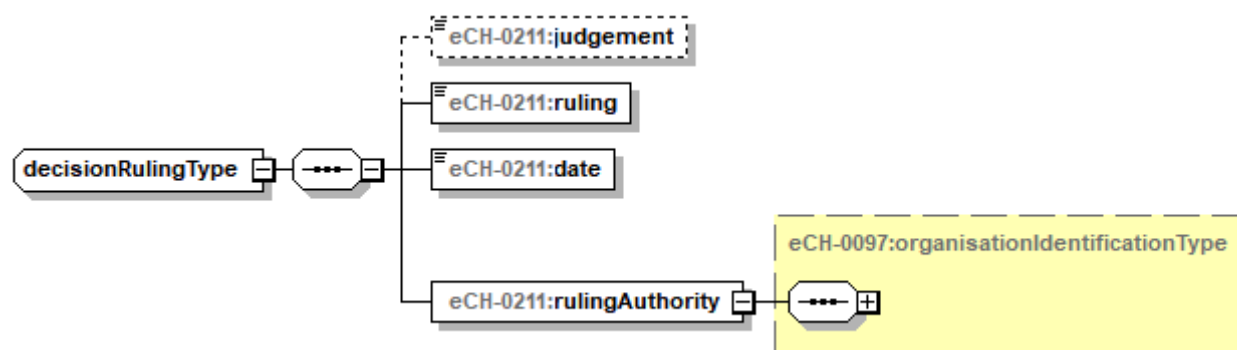 eCH-0211:judgement
eCH-0211:ruling
decisionRulingType
eCH-0211:date
eCH-0097:organisationIdentificationType
eCH-0211:rulingAuthority